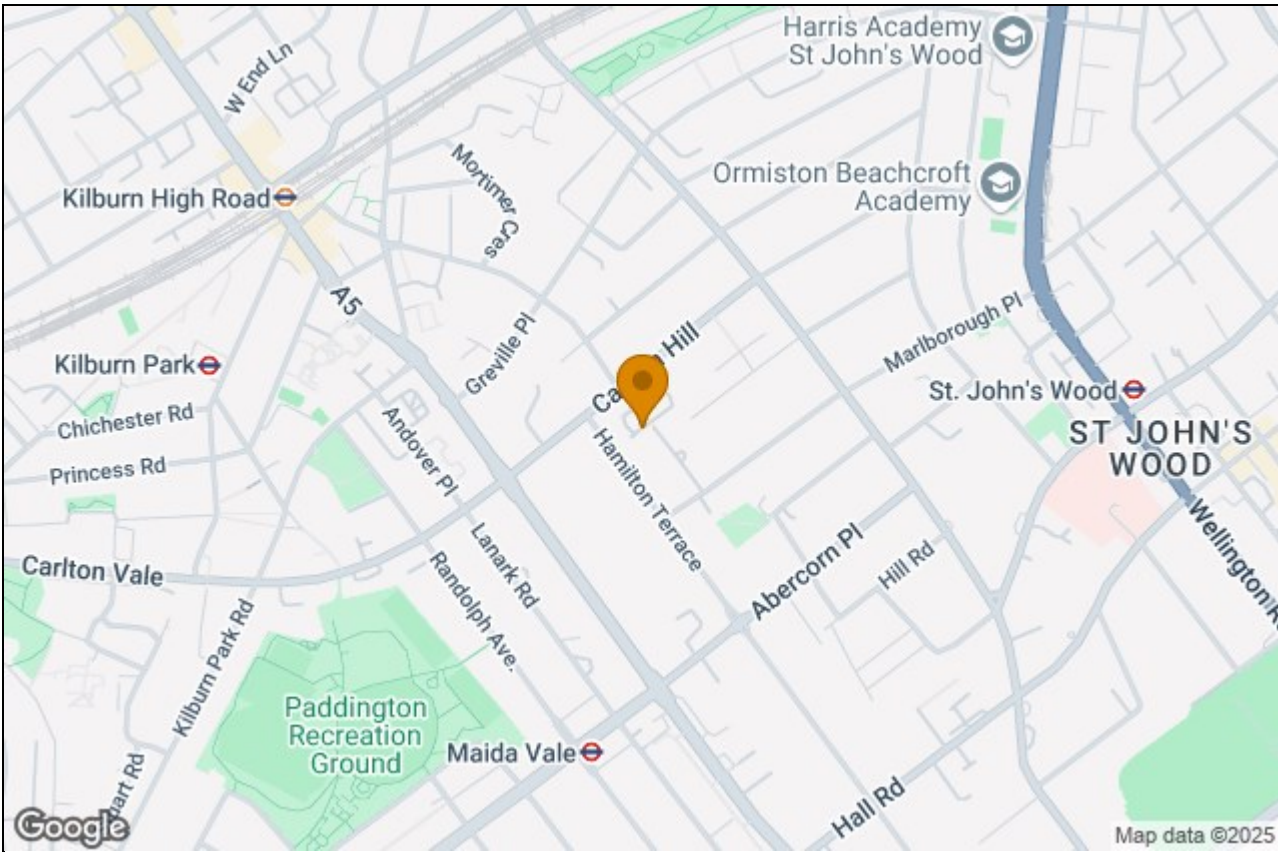 Harris Academy
St John's Wood
W End Ln
Mortimer Cres
Ormiston Beachcroft
Academy
Kilburn High Road
A5
Greville Pl
Hill
Marlborough Pl
Kilburn Park
St. John's Wood
Chichester Rd
ST JOHN'S
WOOD
Princess Rd
Andover Pl
Hamilton Terrace
Wellington
Lanark Rd
Abercorn Pl
Hill Rd
Carlton Vale
Randolph Ave.
Kilburn Park Rd
Paddington
Recreation
Ground
Maida Vale
Rd
Hall Rd
Google
Map data ©2025